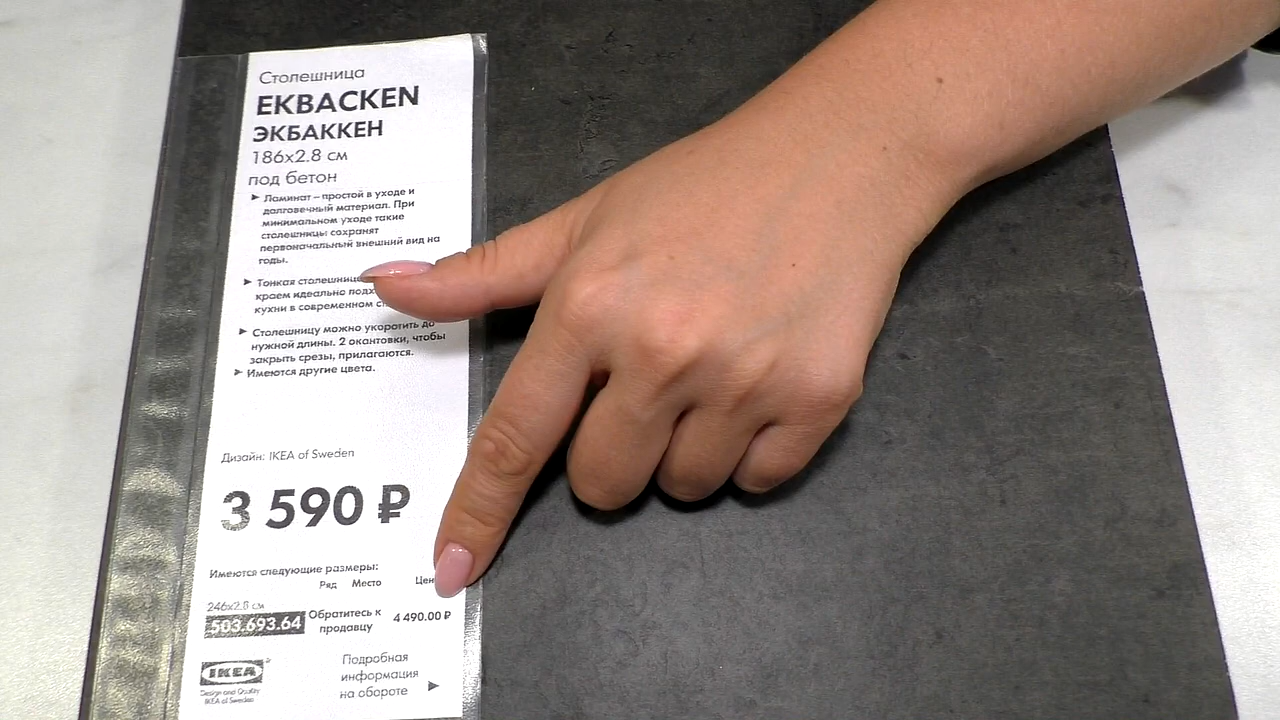 Столешница
EKBACKEN
ЭКБАККЕН
186x2.8 см
под бетон
► Ламинат – простой в уходе и
долговечный материал. При
минимальном уходе такие
столешницы сохранят
первоначальный внешний вид на
годы.
► Тонкая столешница
краем идеально
кухни в современном
► Столешницу можно укоротить до
нужной длины. 2 окантовки, чтобы
закрыть срезы, прилагаются.
► Имеются другие цвета.
Дизайн: IKEA of Sweden
3 590 ₽
Имеются следующие размеры:
Ряд Место
246x2.8 см
503.693.64 Обратитесь к продавцу 4 490.00 ₽
IKEA
Design and Quality
IKEA of Sweden
Подробная
информация
на обороте ►